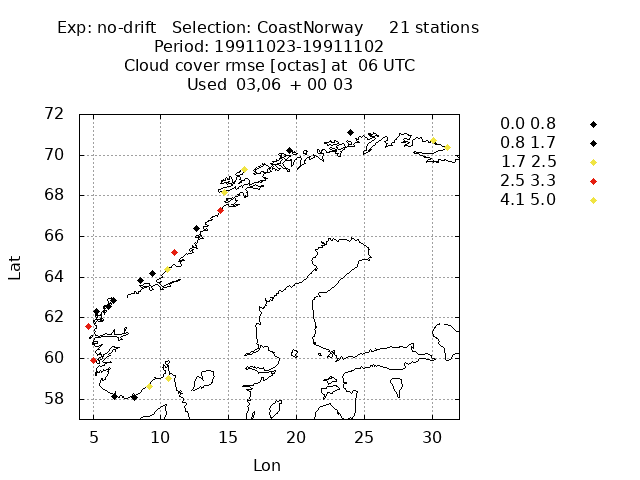 Exp: no-drift   Selection: CoastNorway     21 stations
Period: 19911023-19911102
Cloud cover rmse [octas] at  06 UTC
Used  03,06  + 00 03
72
70
68
66
64
62
60
58
Lat
5 10 15 20 25 30
Lon
0.0 0.8
0.8 1.7
1.7 2.5
2.5 3.3
4.1 5.0